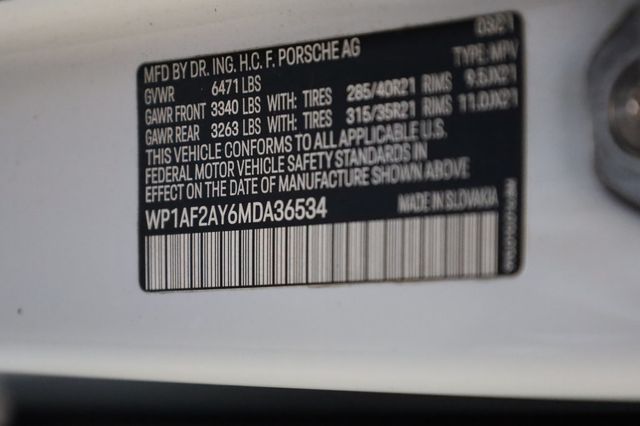 MFD BY DR. ING. H.C. F. PORSCHE AG 03/21
GVWR 6471 LBS TYPE: MPV
GAWR FRONT 3340 LBS WITH: TIRES 285/40R21 RIMS 9.5JX21
GAWR REAR 3263 LBS WITH: TIRES 315/35R21 RIMS 11.0JX21
THIS VEHICLE CONFORMS TO ALL APPLICABLE U.S.
FEDERAL MOTOR VEHICLE SAFETY STANDARDS IN
EFFECT ON THE DATE OF MANUFACTURE SHOWN ABOVE
WP1AF2AY6MDA36534 MADE IN SLOVAKIA